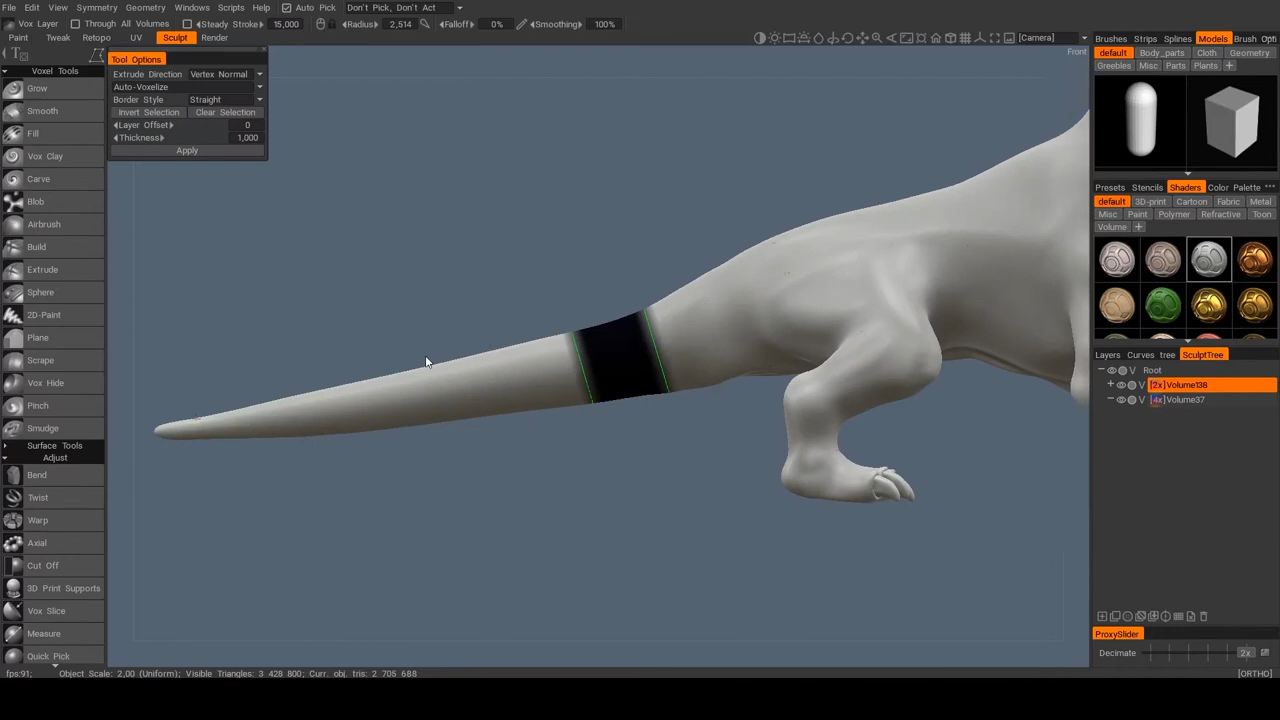 File Edit View Symmetry Geometry Windows Scripts Help Auto Pick Don't Pick, Don't Act
Vox Layer Through All Volumes Steady Stroke 15,000 Radius 2,514 Falloff 0% Smoothing 100%
Paint Tweak Retopo UV Sculpt Render [Camera]
Front
Tool Options
Extrude Direction Vertex Normal
Auto-Voxelize
Border Style Straight
Invert Selection Clear Selection
Layer Offset 0
Thickness 1,000
Apply
Voxel Tools
Grow
Smooth
Fill
Vox Clay
Carve
Blob
Airbrush
Build
Extrude
Sphere
2D-Paint
Plane
Scrape
Vox Hide
Pinch
Smudge
Surface Tools
Adjust
Bend
Twist
Warp
Axial
Cut Off
3D Print Supports
Vox Slice
Measure
Quick Pick
Brushes Strips Splines Models Brush Opti
default Body_parts Cloth Geometry
Greebles Misc Parts Plants
Presets Stencils Shaders Color Palette
default 3D-print Cartoon Fabric Metal
Misc Paint Polymer Refractive Toon
Volume
Layers Curves tree SculptTree
V Root
V [2x]Volume138
V [4x]Volume37
ProxySlider
Decimate 2x
fps:91; Object Scale: 2,00 (Uniform); Visible Triangles: 3 428 800; Curr. obj. tris: 2 705 688
[ORTHO]